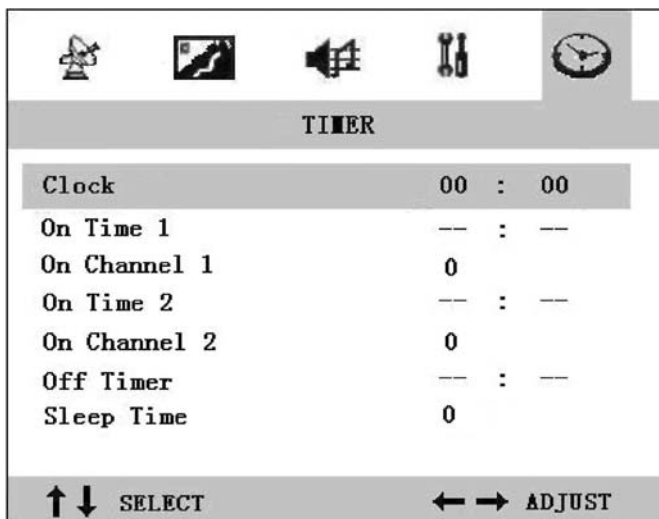 TIMER
Clock 00 : 00
On Time 1 -- : --
On Channel 1 0
On Time 2 -- : --
On Channel 2 0
Off Timer -- : --
Sleep Time 0
↑↓ SELECT ←→ ADJUST